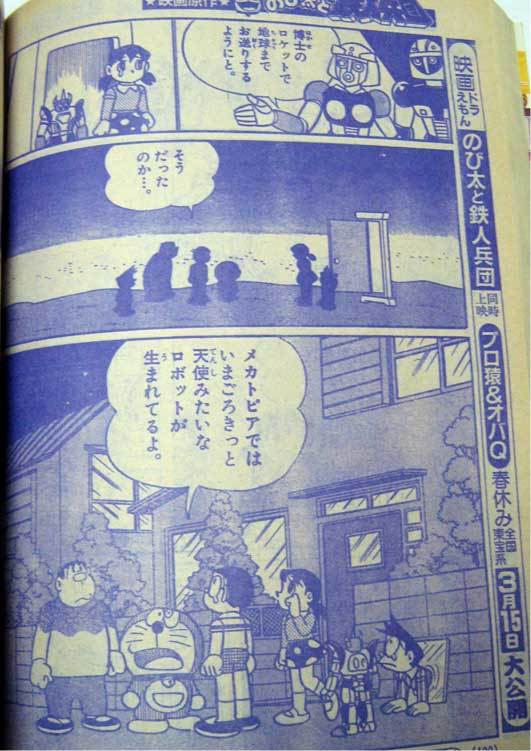 ★映画原作★
博士の
ロケットで
地球まで
お送りする
ようにと。
そう
だった
のか…。
メカトピアでは
いまごろきっと
天使みたいな
ロボットが
生まれてるよ。
映画ドラえもん のび太と鉄人兵団
同時上映 プロ猿&オバQ 春休み 全国東宝系 3月15日大公開